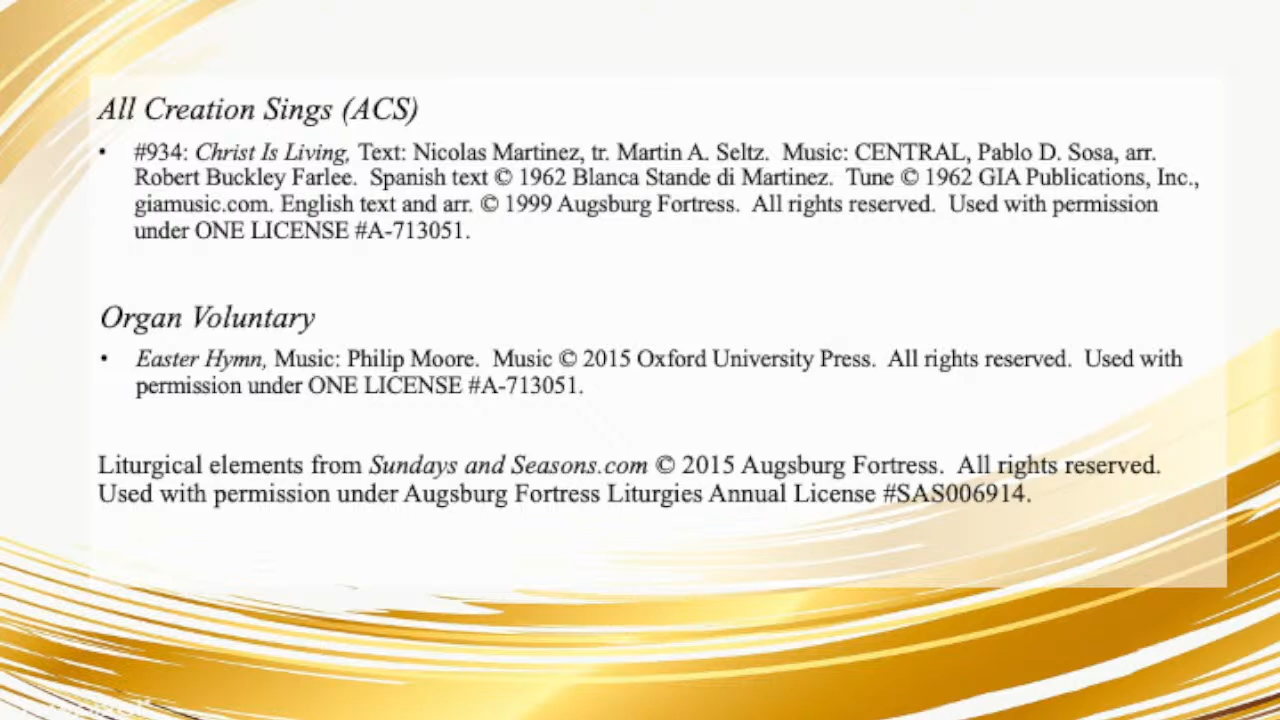 All Creation Sings (ACS)
• #934: Christ Is Living, Text: Nicolas Martinez, tr. Martin A. Seltz.  Music: CENTRAL, Pablo D. Sosa, arr.
Robert Buckley Farlee.  Spanish text © 1962 Blanca Stande di Martinez.  Tune © 1962 GIA Publications, Inc.,
giamusic.com. English text and arr. © 1999 Augsburg Fortress.  All rights reserved.  Used with permission
under ONE LICENSE #A-713051.
Organ Voluntary
• Easter Hymn, Music: Philip Moore.  Music © 2015 Oxford University Press.  All rights reserved.  Used with
permission under ONE LICENSE #A-713051.
Liturgical elements from Sundays and Seasons.com © 2015 Augsburg Fortress.  All rights reserved.
Used with permission under Augsburg Fortress Liturgies Annual License #SAS006914.